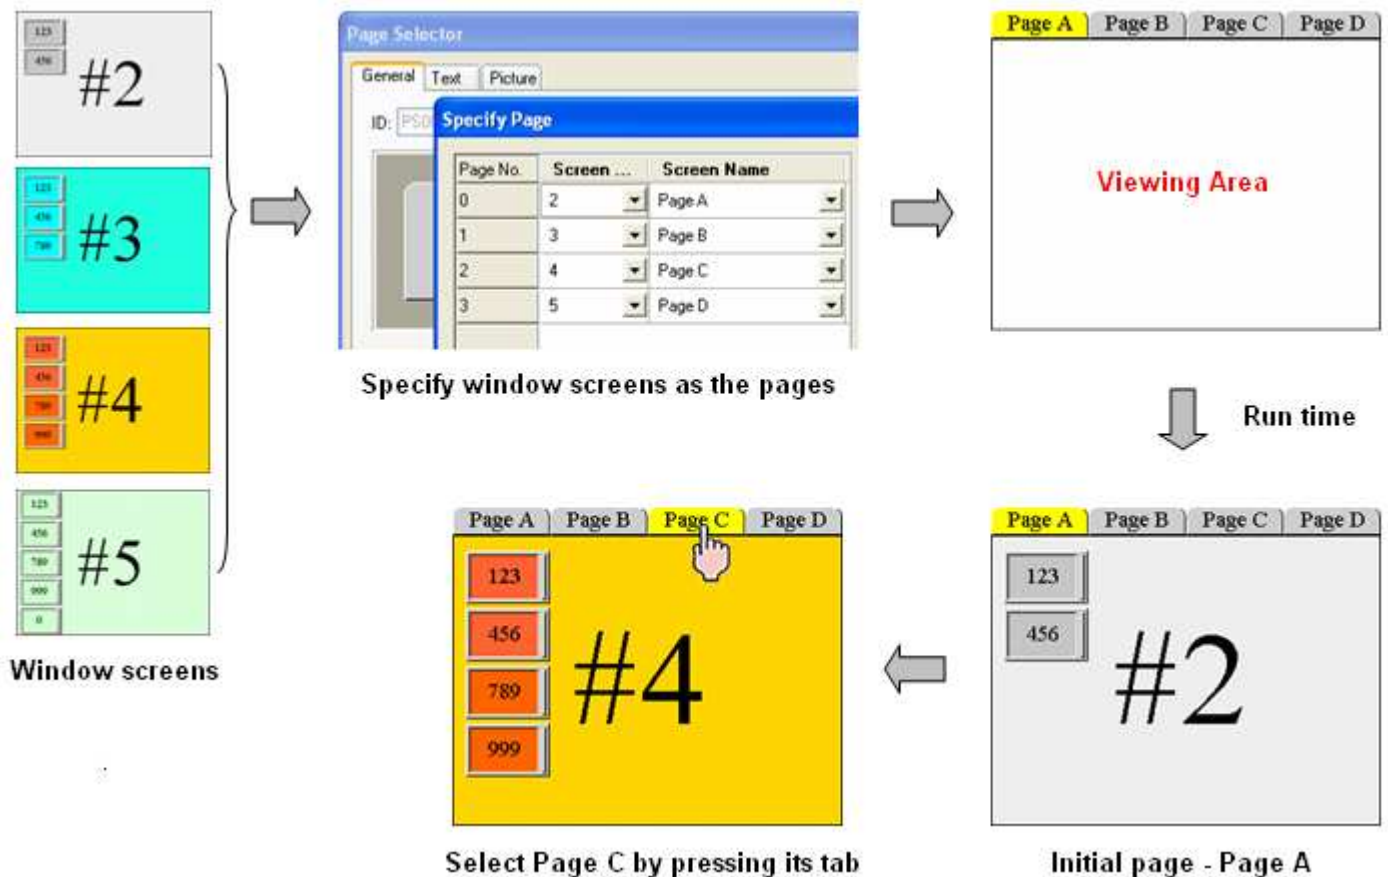 123
456
#2
123
456
789
#3
123
456
789
999
#4
123
456
789
999
0
#5
Window screens
Page Selector
General Text Picture
ID: PS0
Specify Page
Page No. Screen ... Screen Name
0 2 Page A
1 3 Page B
2 4 Page C
3 5 Page D
Specify window screens as the pages
Page A Page B Page C Page D
Viewing Area
Run time
Page A Page B Page C Page D
123
456
#2
Initial page - Page A
Page A Page B Page C Page D
123
456
789
999
#4
Select Page C by pressing its tab